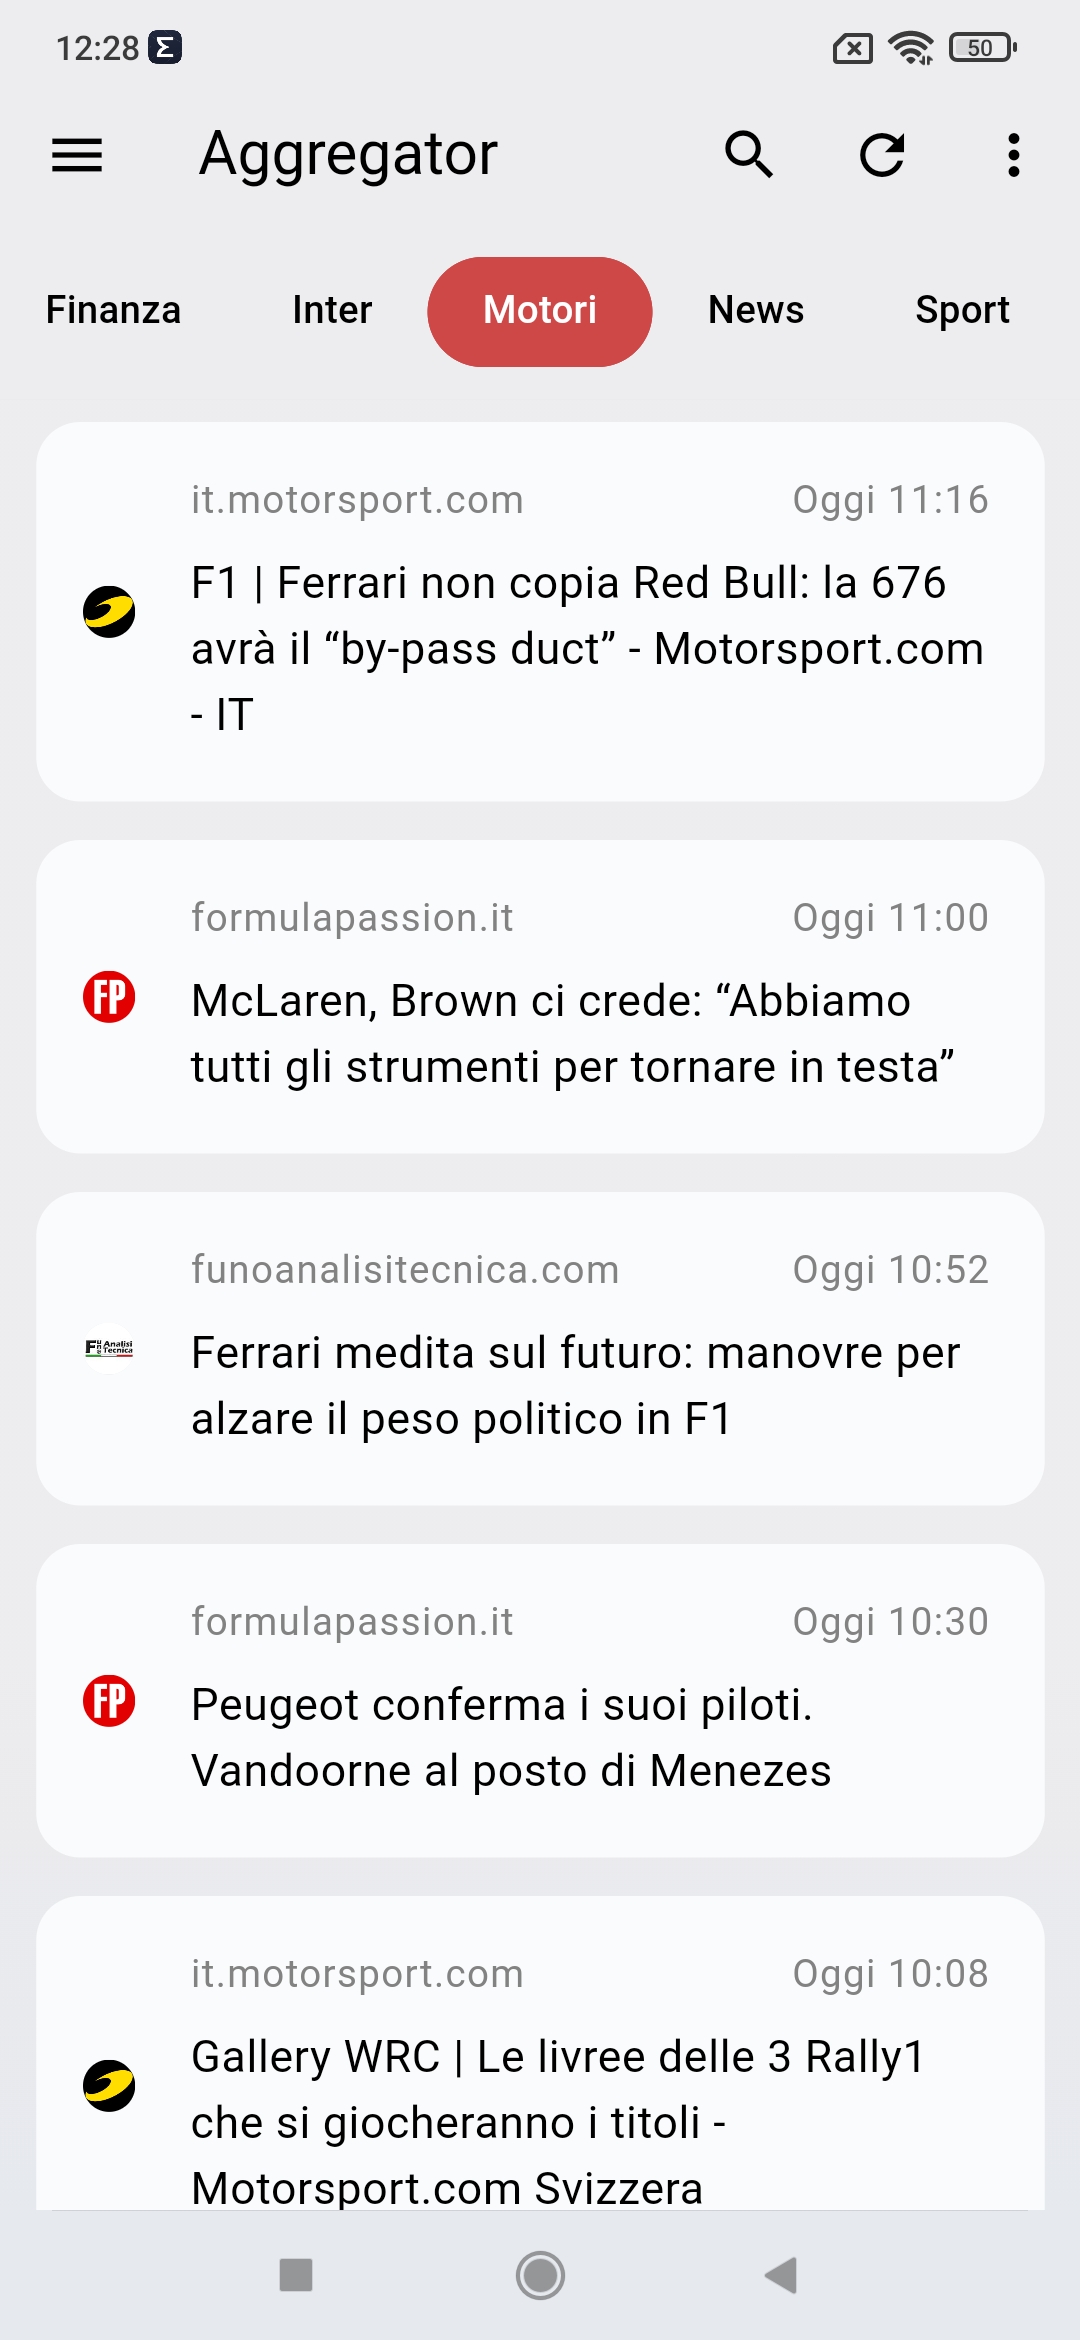 12:28 Σ 50
Aggregator
Finanza Inter Motori News Sport
it.motorsport.com Oggi 11:16
F1 | Ferrari non copia Red Bull: la 676
avrà il “by-pass duct” - Motorsport.com
- IT
formulapassion.it Oggi 11:00
FP
McLaren, Brown ci crede: “Abbiamo
tutti gli strumenti per tornare in testa”
funoanalisitecnica.com Oggi 10:52
F uno Analisi Tecnica
Ferrari medita sul futuro: manovre per
alzare il peso politico in F1
formulapassion.it Oggi 10:30
FP
Peugeot conferma i suoi piloti.
Vandoorne al posto di Menezes
it.motorsport.com Oggi 10:08
Gallery WRC | Le livree delle 3 Rally1
che si giocheranno i titoli -
Motorsport.com Svizzera